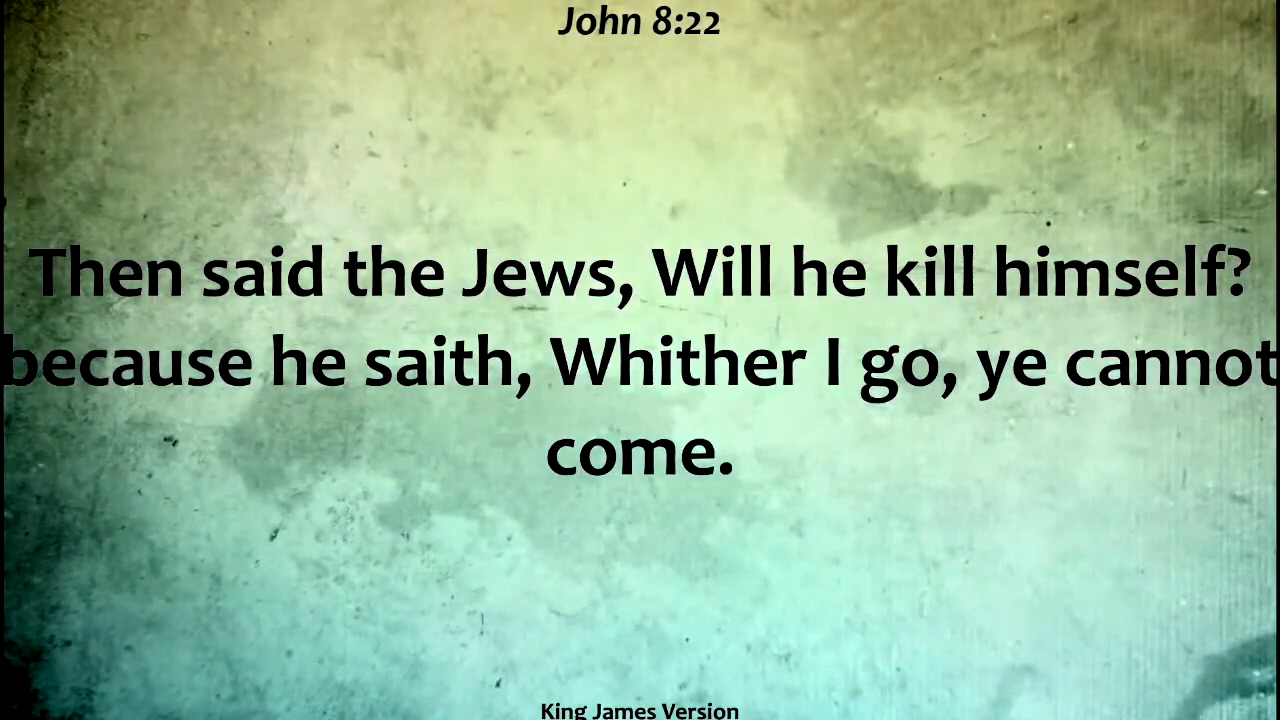 John 8:22
Then said the Jews, Will he kill himself?
because he saith, Whither I go, ye cannot
come.
King James Version